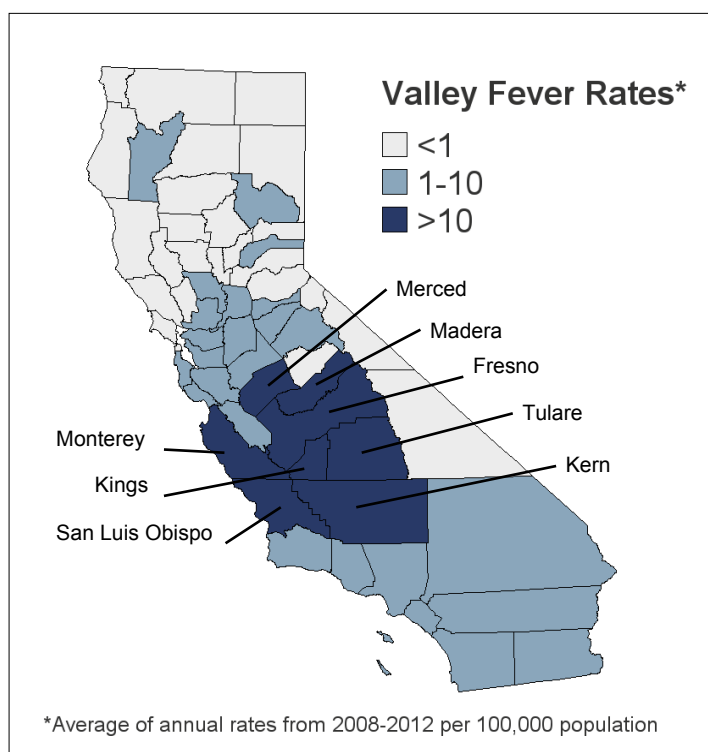 Valley Fever Rates*
<1
1-10
>10
Merced
Madera
Fresno
Tulare
Monterey
Kern
Kings
San Luis Obispo
*Average of annual rates from 2008-2012 per 100,000 population